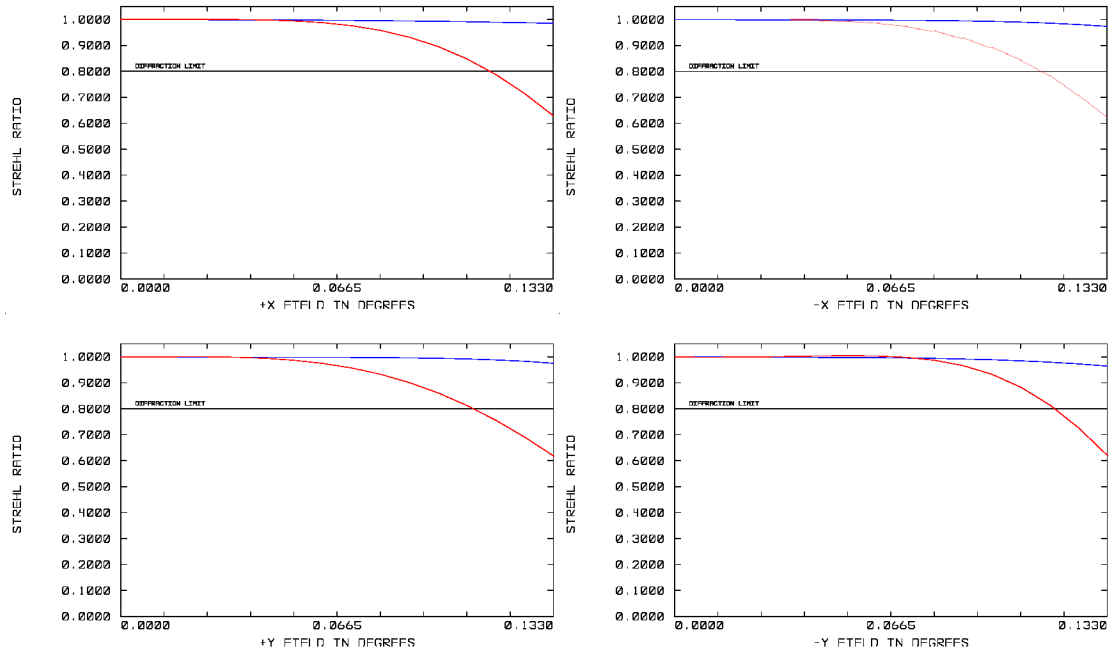 1.0000
0.9000
0.8000
0.7000
0.6000
0.5000
0.4000
0.3000
0.2000
0.1000
0.0000
STREHL RATIO
DIFFRACTION LIMIT
0.0000 0.0665 0.1330
+X FIELD IN DEGREES
1.0000
0.9000
0.8000
0.7000
0.6000
0.5000
0.4000
0.3000
0.2000
0.1000
0.0000
STREHL RATIO
DIFFRACTION LIMIT
0.0000 0.0665 0.1330
-X FIELD IN DEGREES
1.0000
0.9000
0.8000
0.7000
0.6000
0.5000
0.4000
0.3000
0.2000
0.1000
0.0000
STREHL RATIO
DIFFRACTION LIMIT
0.0000 0.0665 0.1330
+Y FIELD IN DEGREES
1.0000
0.9000
0.8000
0.7000
0.6000
0.5000
0.4000
0.3000
0.2000
0.1000
0.0000
STREHL RATIO
DIFFRACTION LIMIT
0.0000 0.0665 0.1330
-Y FIELD IN DEGREES